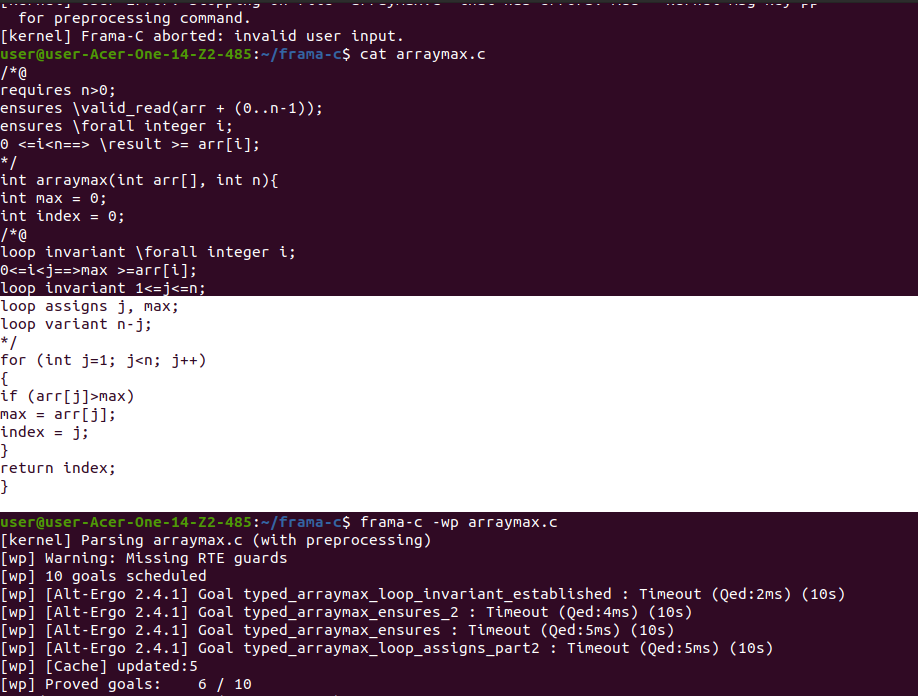 for preprocessing command.
[kernel] Frama-C aborted: invalid user input.
user@user-Acer-One-14-Z2-485:~/frama-c$ cat arraymax.c
/*@
requires n>0;
ensures \valid_read(arr + (0..n-1));
ensures \forall integer i;
0 <=i<n==> \result >= arr[i];
*/
int arraymax(int arr[], int n){
int max = 0;
int index = 0;
/*@
loop invariant \forall integer i;
0<=i<j==>max >=arr[i];
loop invariant 1<=j<=n;
loop assigns j, max;
loop variant n-j;
*/
for (int j=1; j<n; j++)
{
if (arr[j]>max)
max = arr[j];
index = j;
}
return index;
}
user@user-Acer-One-14-Z2-485:~/frama-c$ frama-c -wp arraymax.c
[kernel] Parsing arraymax.c (with preprocessing)
[wp] Warning: Missing RTE guards
[wp] 10 goals scheduled
[wp] [Alt-Ergo 2.4.1] Goal typed_arraymax_loop_invariant_established : Timeout (Qed:2ms) (10s)
[wp] [Alt-Ergo 2.4.1] Goal typed_arraymax_ensures_2 : Timeout (Qed:4ms) (10s)
[wp] [Alt-Ergo 2.4.1] Goal typed_arraymax_ensures : Timeout (Qed:5ms) (10s)
[wp] [Alt-Ergo 2.4.1] Goal typed_arraymax_loop_assigns_part2 : Timeout (Qed:5ms) (10s)
[wp] [Cache] updated:5
[wp] Proved goals:    6 / 10